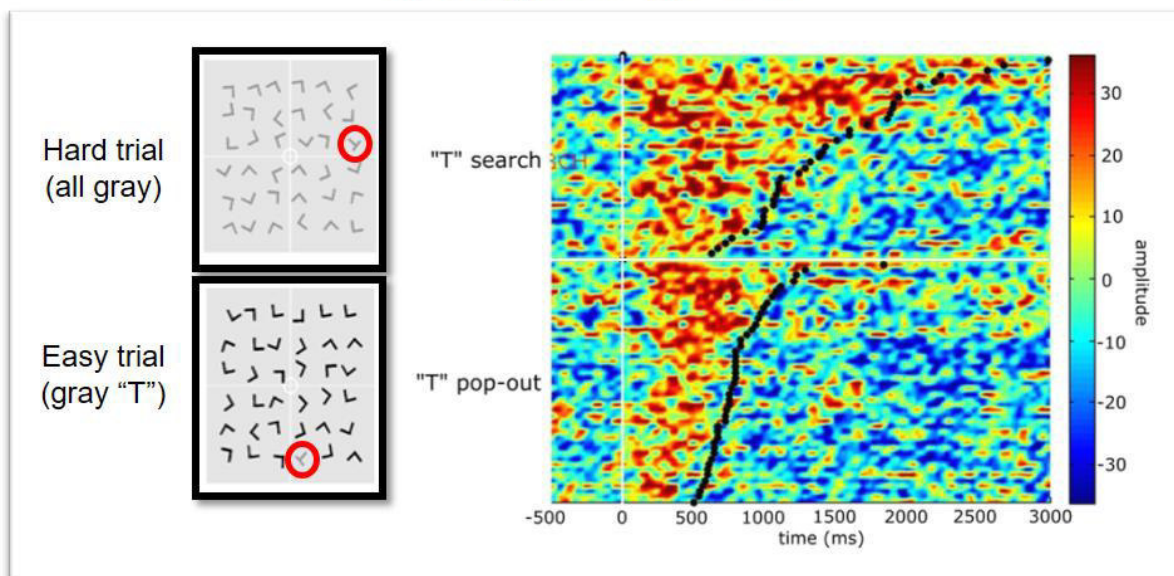 Hard trial
(all gray)
Easy trial
(gray “T”)
"T" search
"T" pop-out
-500 0 500 1000 1500 2000 2500 3000
time (ms)
30
20
10
0
-10
-20
-30
amplitude